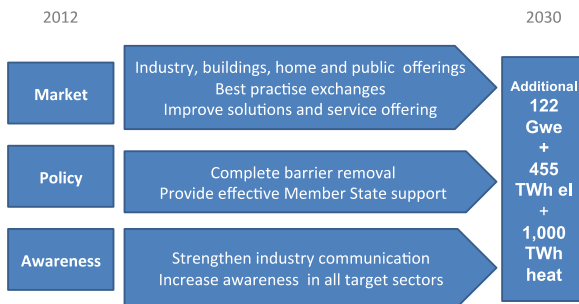 2012
2030
Market
Industry, buildings, home and public offerings
Best practise exchanges
Improve solutions and service offering
Policy
Complete barrier removal
Provide effective Member State support
Awareness
Strengthen industry communication
Increase awareness in all target sectors
Additional
122
Gwe
+
455
TWh el
+
1,000
TWh
heat